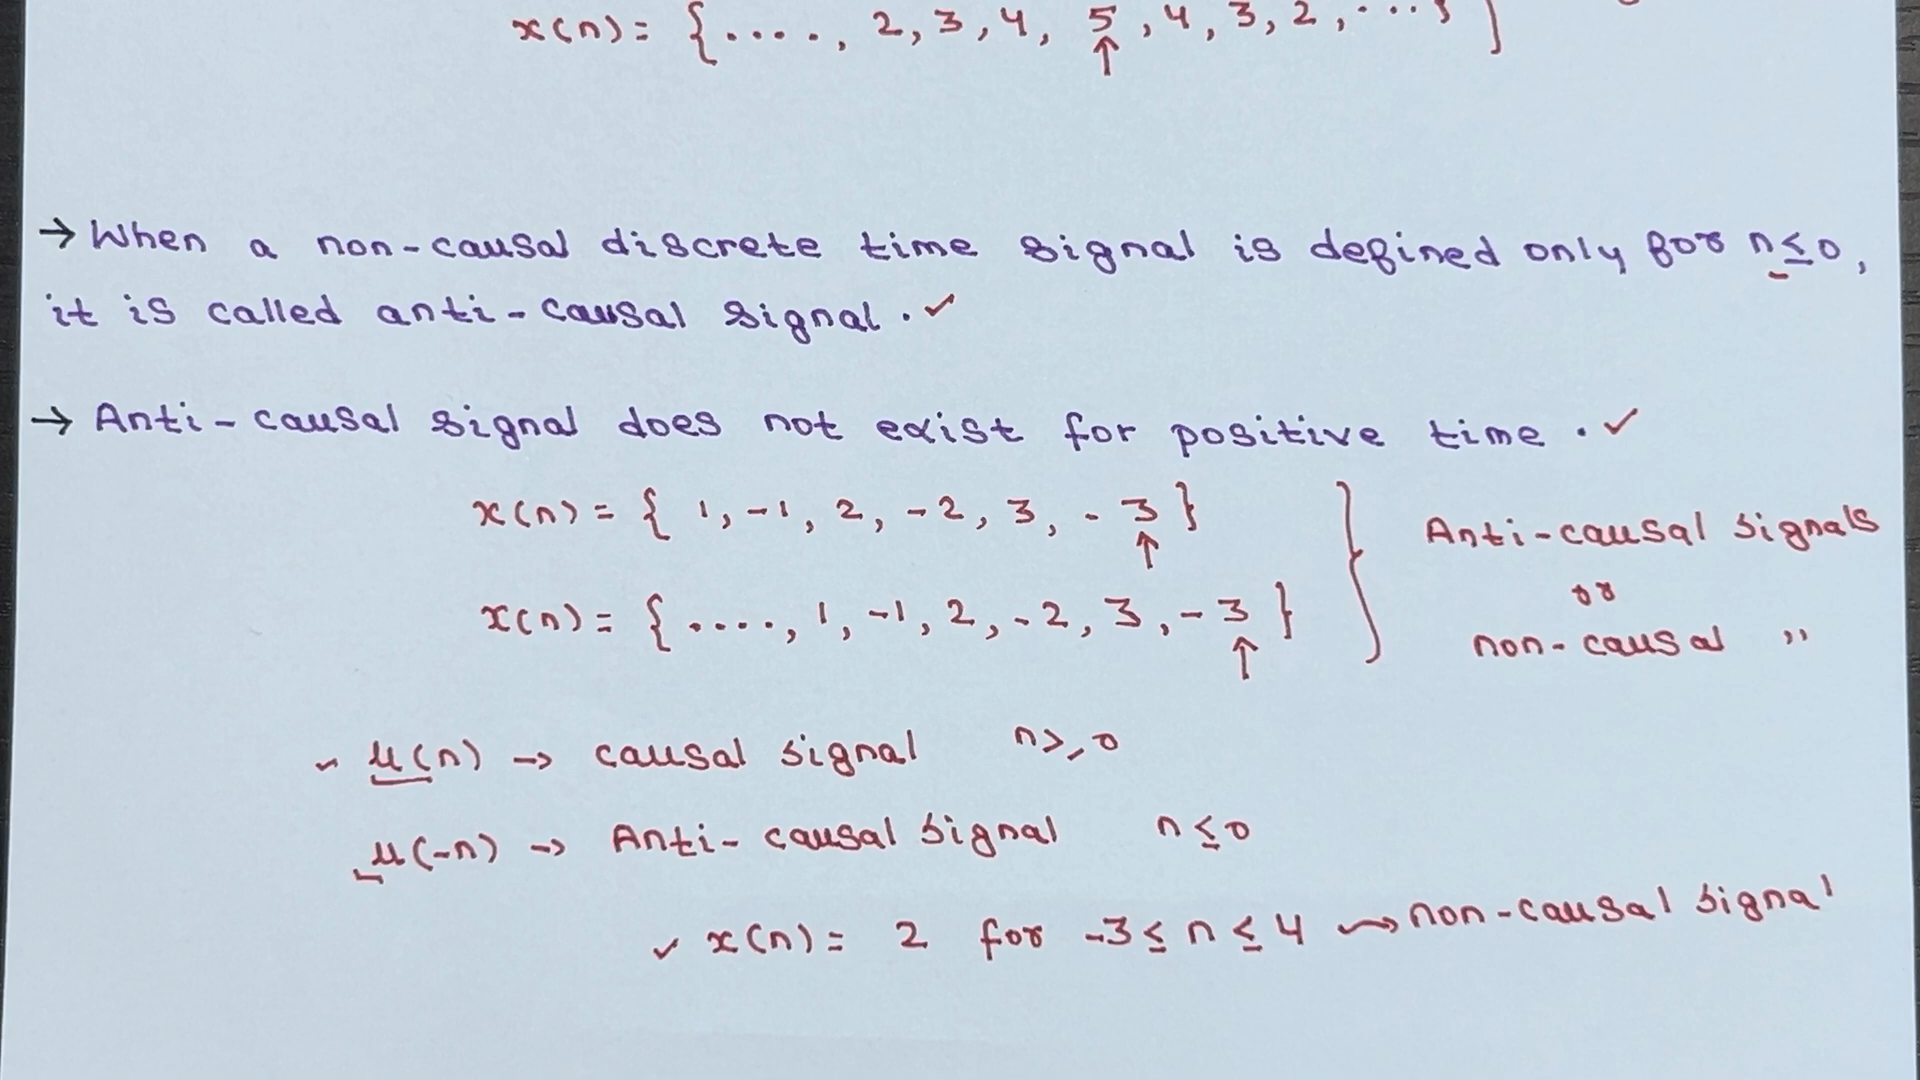 x(n) = {...., 2, 3, 4, 5, 4, 3, 2, ...}
↑
→ When a non-causal discrete time signal is defined only for n ≤ 0,
it is called anti-causal signal. ✓
→ Anti-causal signal does not exist for positive time. ✓
x(n) = { 1, -1, 2, -2, 3, -3 }
↑
x(n) = { ...., 1, -1, 2, -2, 3, -3 }
↑
} Anti-causal signals
or
non-causal ,,
u(n) → causal signal n ≥ 0
u(-n) → Anti-causal signal n ≤ 0
✓ x(n) = 2 for -3 ≤ n ≤ 4 → non-causal signal